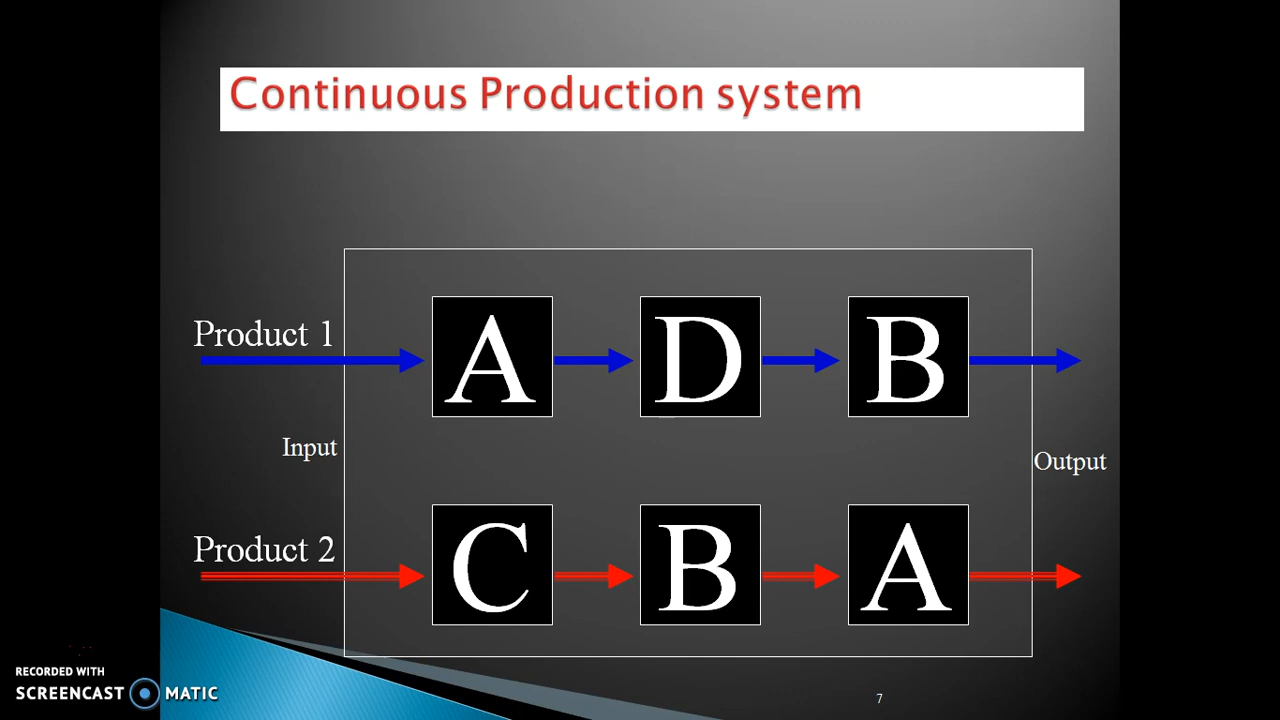 Continuous Production system
Product 1
A D B
Input
Output
Product 2
C B A
RECORDED WITH
SCREENCAST MATIC
7